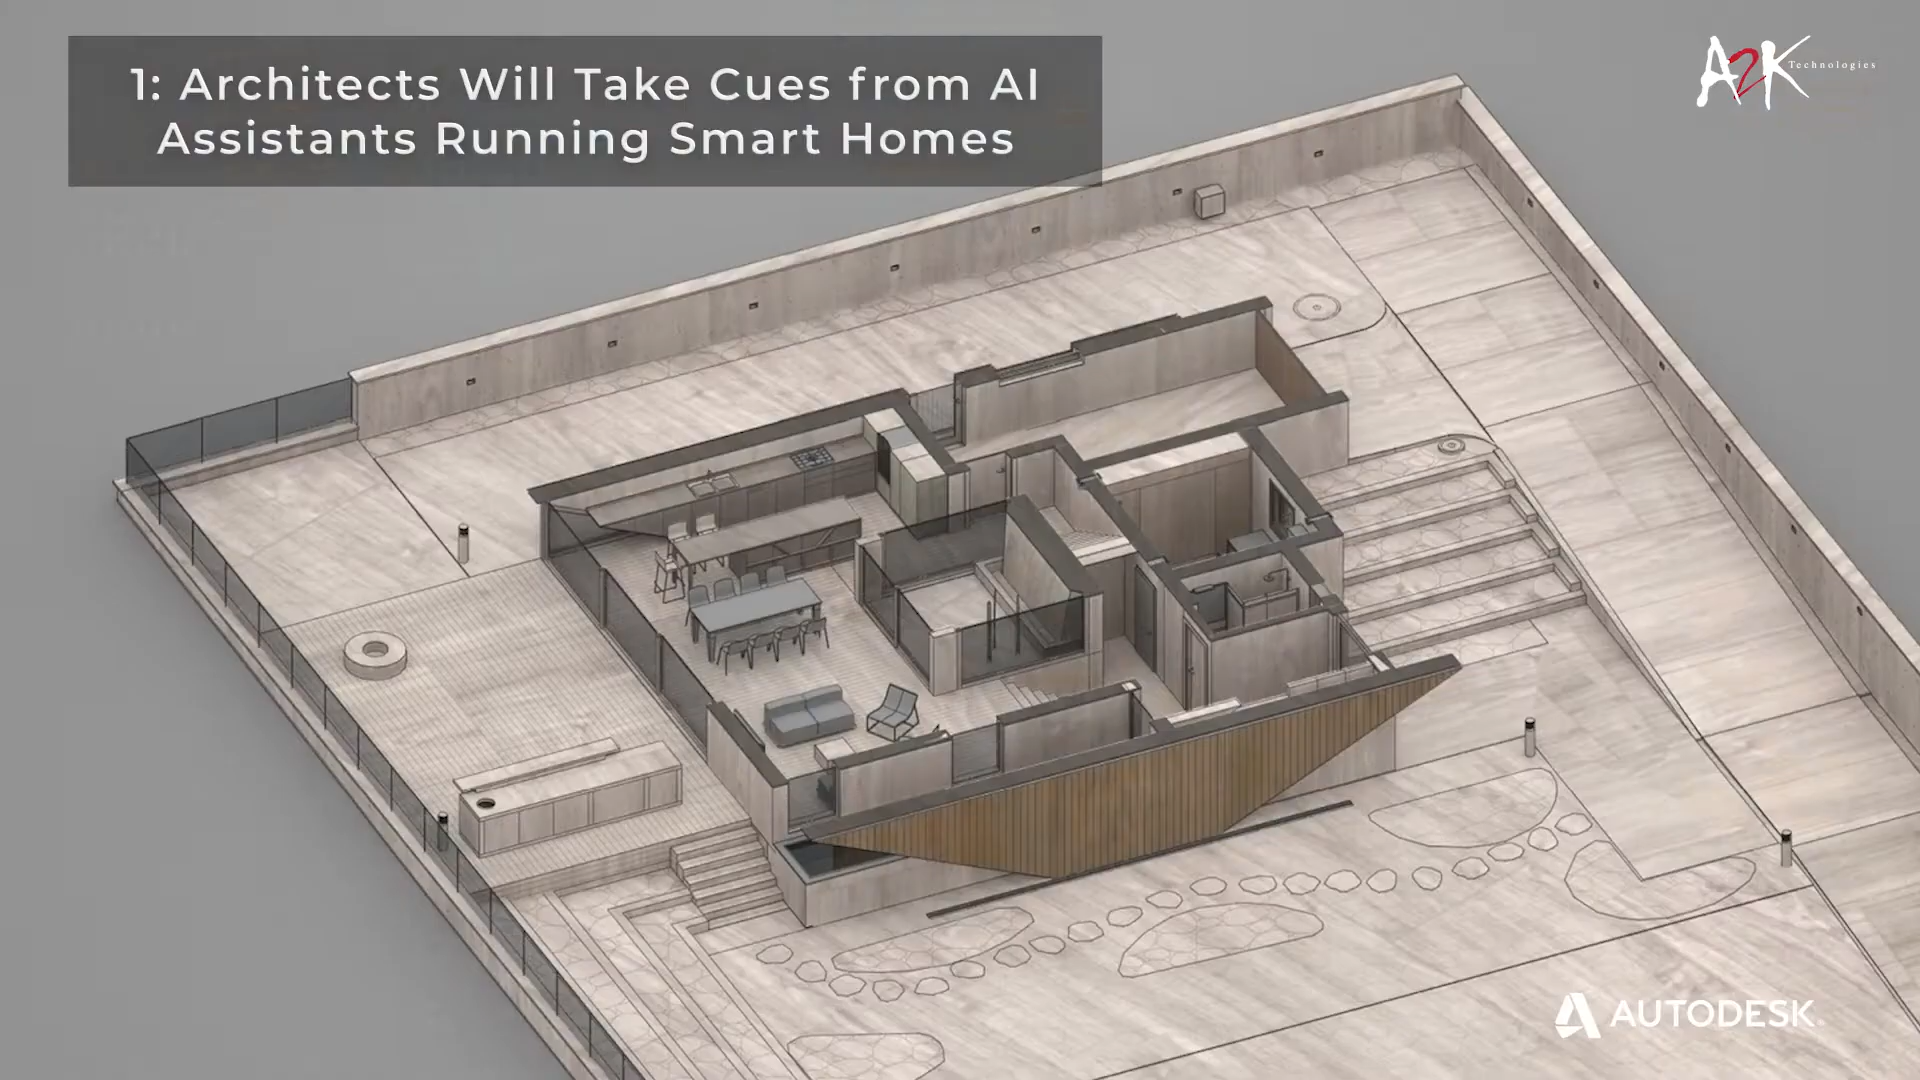 1: Architects Will Take Cues from AI
Assistants Running Smart Homes
A2K Technologies
AUTODESK